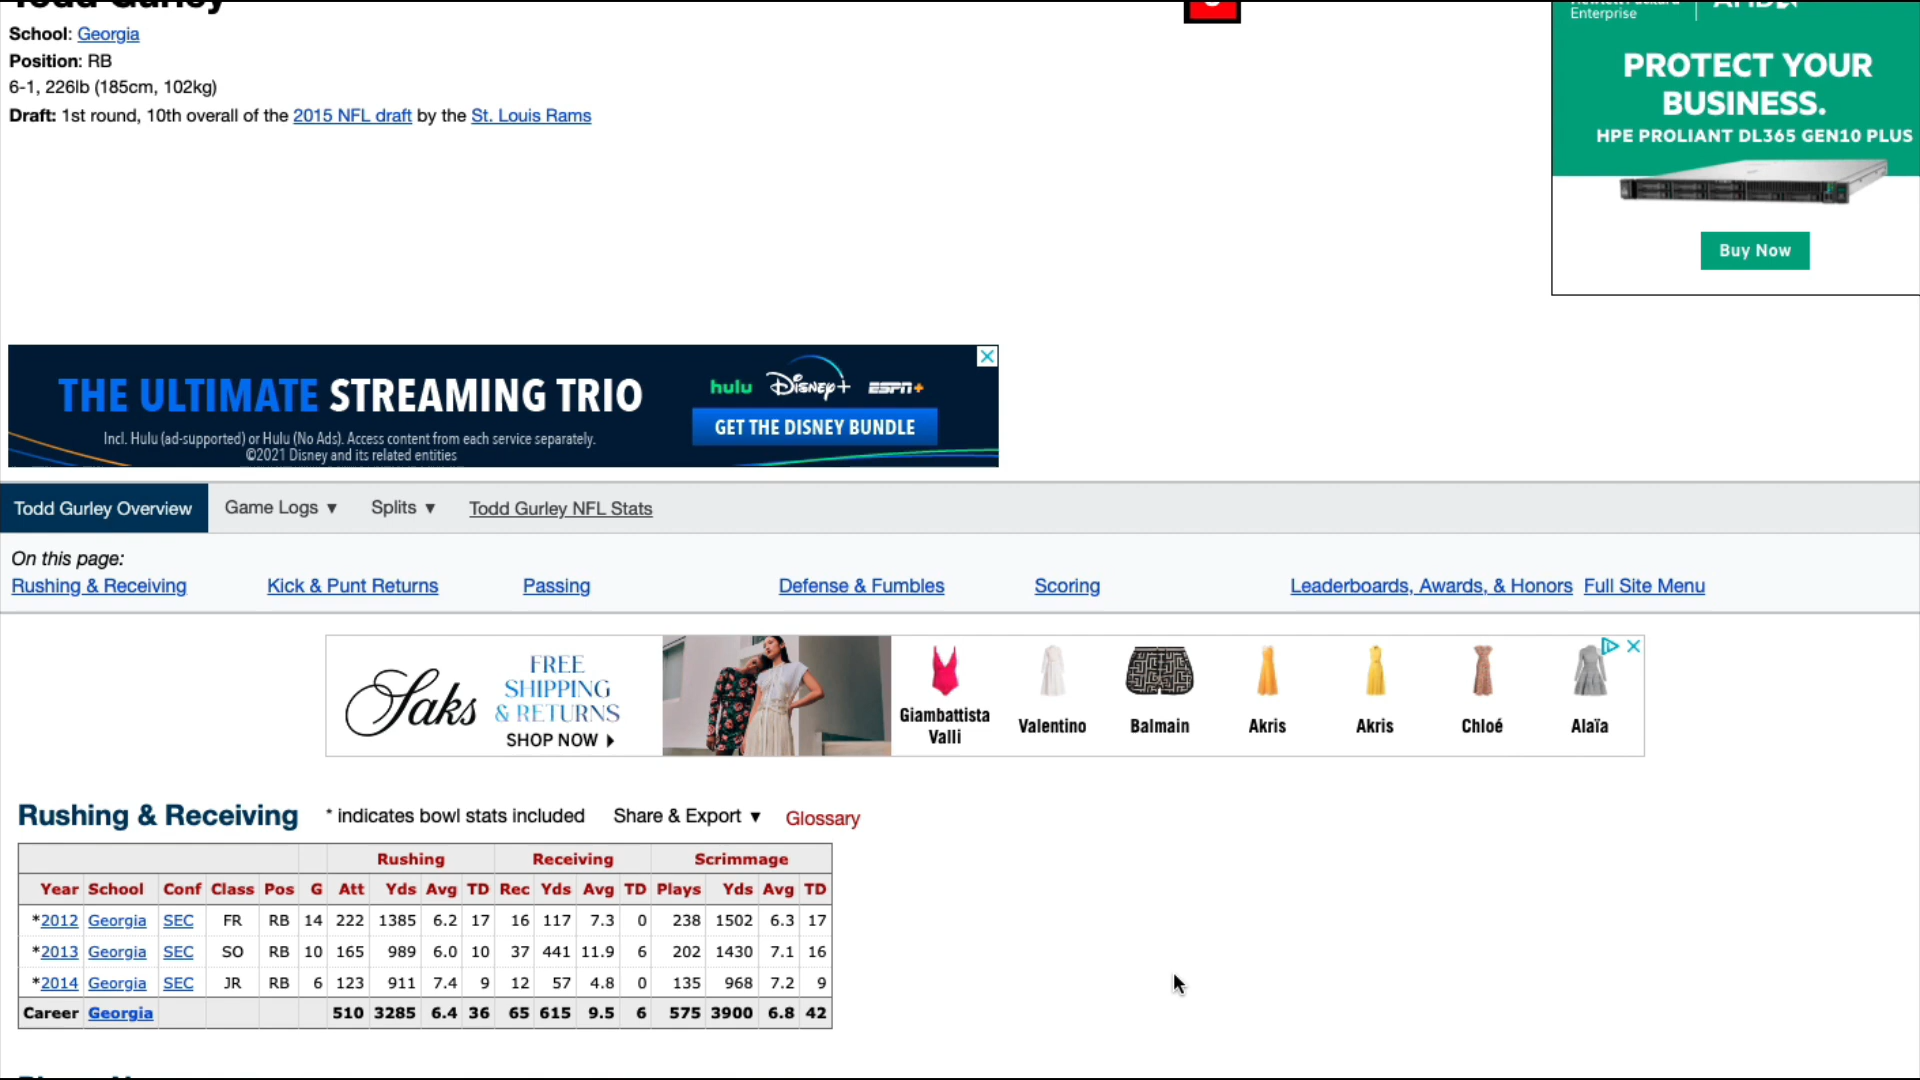 Todd Gurley
School: Georgia
Position: RB
6-1, 226lb (185cm, 102kg)
Draft: 1st round, 10th overall of the 2015 NFL draft by the St. Louis Rams
Enterprise
AMD
PROTECT YOUR
BUSINESS.
HPE PROLIANT DL365 GEN10 PLUS
Buy Now
THE ULTIMATE STREAMING TRIO
hulu Disney+ ESPN+
GET THE DISNEY BUNDLE
Incl. Hulu (ad-supported) or Hulu (No Ads). Access content from each service separately.
©2021 Disney and its related entities
Todd Gurley Overview Game Logs ▼ Splits ▼ Todd Gurley NFL Stats
On this page:
Rushing & Receiving Kick & Punt Returns Passing Defense & Fumbles Scoring Leaderboards, Awards, & Honors Full Site Menu
Saks
FREE
SHIPPING
& RETURNS
SHOP NOW
Giambattista
Valli
Valentino
Balmain
Akris
Akris
Chloé
Alaïa
Rushing & Receiving * indicates bowl stats included Share & Export ▼ Glossary
Rushing Receiving Scrimmage
Year School Conf Class Pos G Att Yds Avg TD Rec Yds Avg TD Plays Yds Avg TD
*2012 Georgia SEC FR RB 14 222 1385 6.2 17 16 117 7.3 0 238 1502 6.3 17
*2013 Georgia SEC SO RB 10 165 989 6.0 10 37 441 11.9 6 202 1430 7.1 16
*2014 Georgia SEC JR RB 6 123 911 7.4 9 12 57 4.8 0 135 968 7.2 9
Career Georgia 510 3285 6.4 36 65 615 9.5 6 575 3900 6.8 42